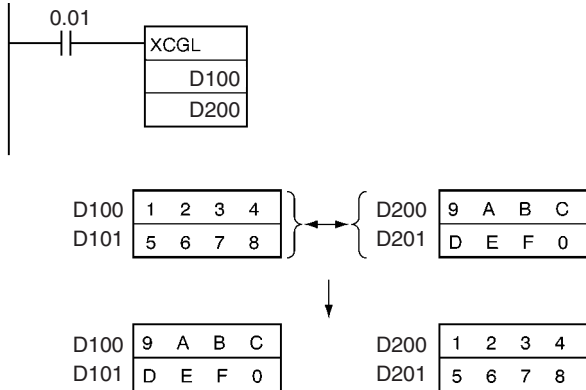 0.01
XCGL
D100
D200
D100 1 2 3 4 D200 9 A B C
D101 5 6 7 8 D201 D E F 0
D100 9 A B C D200 1 2 3 4
D101 D E F 0 D201 5 6 7 8